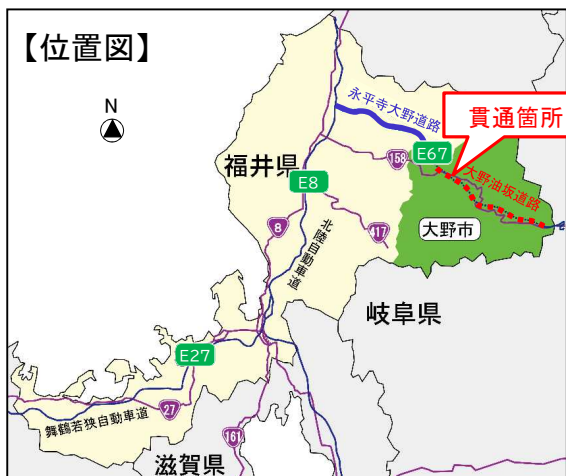 【位置図】
N
永平寺大野道路
貫通箇所
E67
158
大野油坂道路
福井県
E8
8
417
大野市
北陸自動車道
岐阜県
E27
27
舞鶴若狭自動車道
161
滋賀県